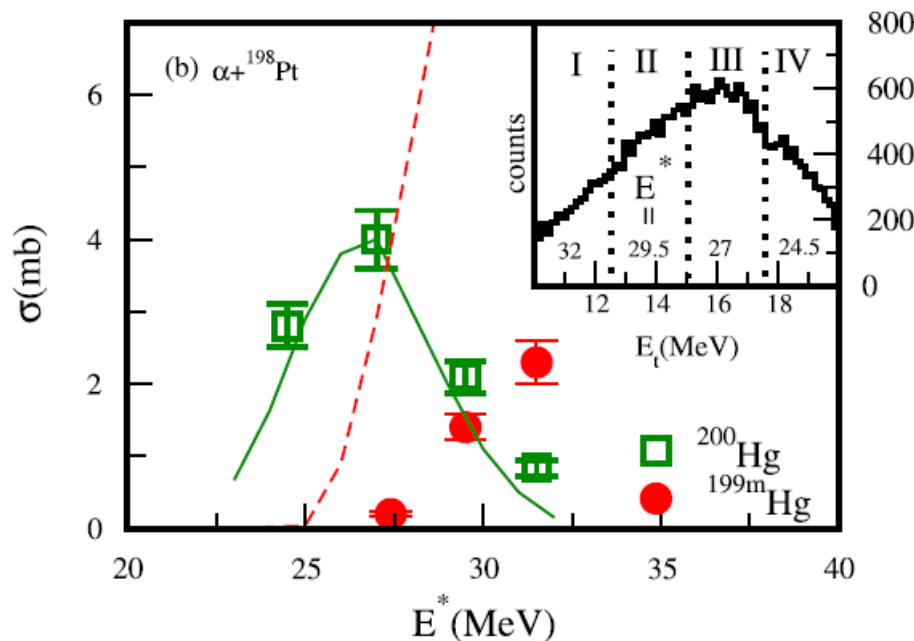 (b) α+¹⁹⁸Pt
σ(mb)
6
4
2
0
20 25 30 35 40
E*(MeV)
I II III IV
counts
E*
=
32 29.5 27 24.5
800
600
400
200
0
12 14 16 18
E_t(MeV)
²⁰⁰Hg
¹⁹⁹ᵐHg